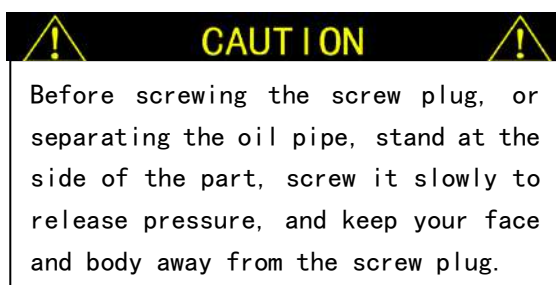 CAUTION
Before screwing the screw plug, or
separating the oil pipe, stand at the
side of the part, screw it slowly to
release pressure, and keep your face
and body away from the screw plug.